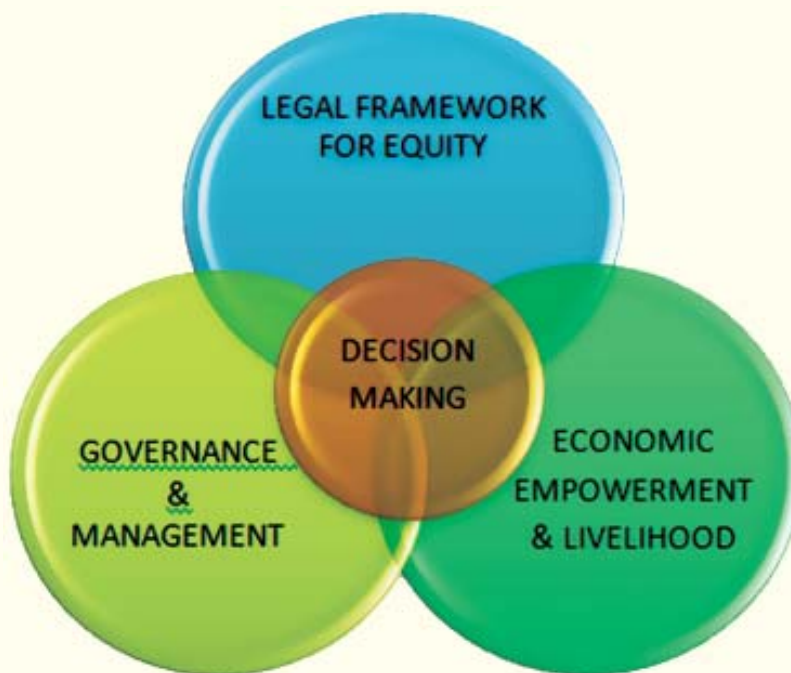 LEGAL FRAMEWORK
FOR EQUITY
DECISION
MAKING
GOVERNANCE
&
MANAGEMENT
ECONOMIC
EMPOWERMENT
& LIVELIHOOD